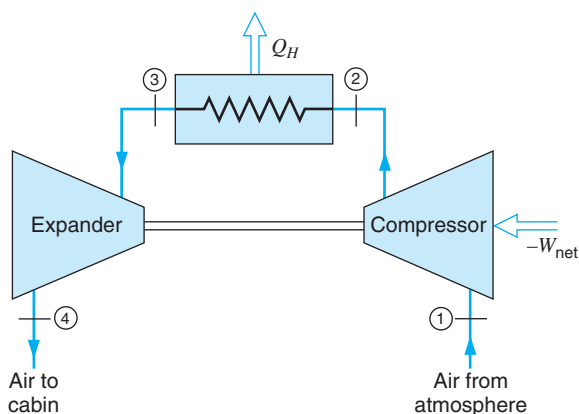 Q_H
③
②
Expander
Compressor
–W_net
④
①
Air to
cabin
Air from
atmosphere